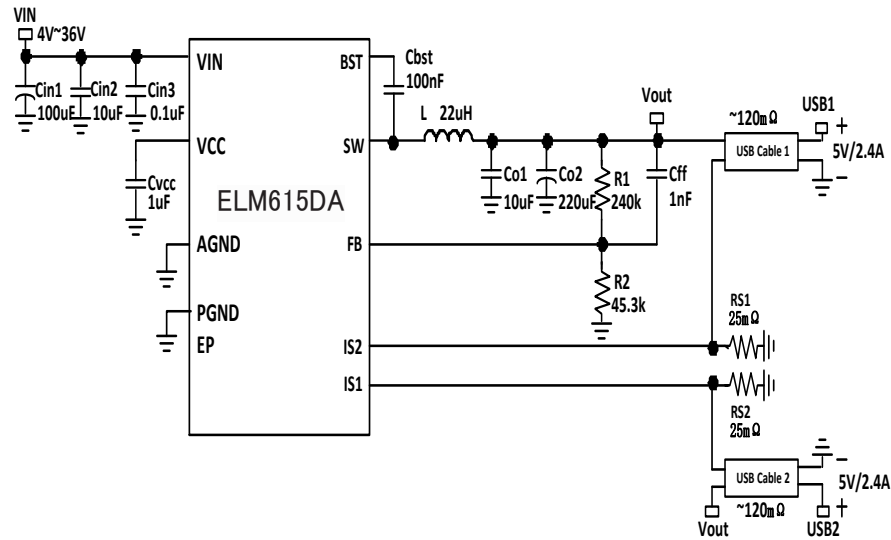 VIN
4V~36V
VIN
BST
Cbst
100nF
Cin1
100uF
Cin2
10uF
Cin3
0.1uF
L 22uH
Vout
~120mΩ
USB1
+
USB Cable 1
5V/2.4A
-
VCC
SW
Cvcc
1uF
Co1
10uF
Co2
220uF
R1
240k
Cff
1nF
ELM615DA
AGND
FB
R2
45.3k
PGND
EP
RS1
25mΩ
IS2
IS1
RS2
25mΩ
USB Cable 2
-
5V/2.4A
+
~120mΩ
Vout
USB2